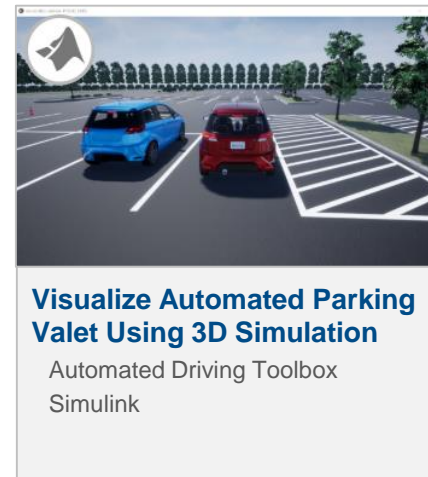 Visualize Automated Parking
Valet Using 3D Simulation
Automated Driving Toolbox
Simulink